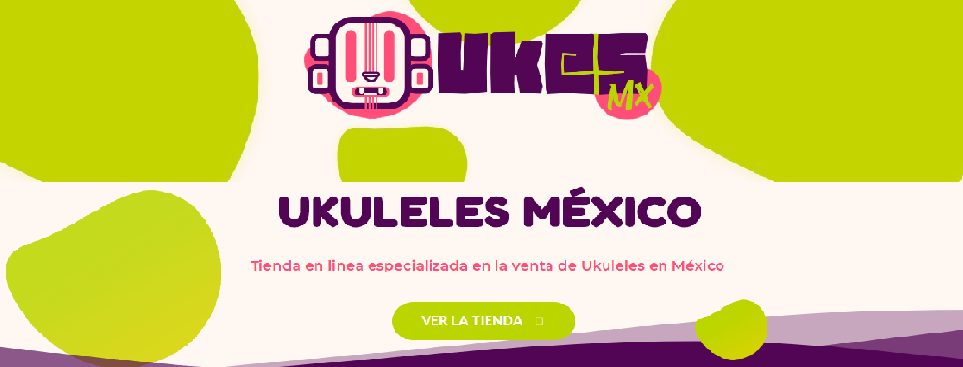 ukes
MX
UKULELES MÉXICO
Tienda en linea especializada en la venta de Ukuleles en México
VER LA TIENDA